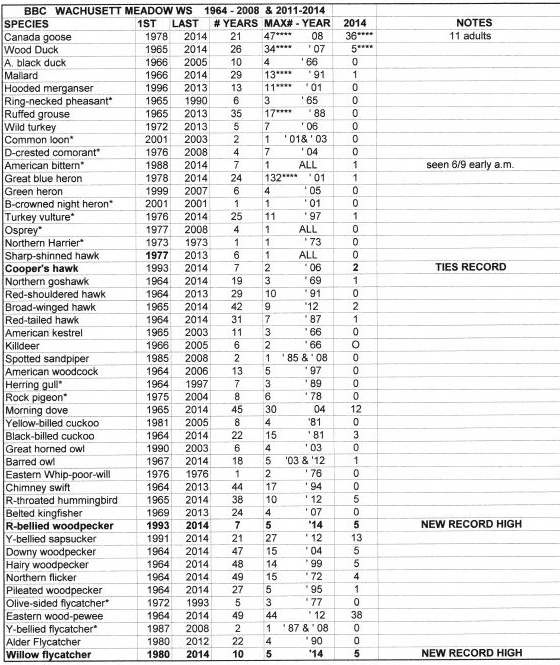 BBC WACHUSETT MEADOW WS 1964 - 2008 & 2011-2014
SPECIES 1ST LAST # YEARS MAX# - YEAR 2014 NOTES
Canada goose 1978 2014 21 47**** 08 36**** 11 adults
Wood Duck 1965 2014 26 34**** ' 07 5****
A. black duck 1966 2005 10 4 ' 66 0
Mallard 1966 2014 29 13**** ' 91 1
Hooded merganser 1996 2013 13 11**** ' 01 0
Ring-necked pheasant* 1965 1990 6 3 ' 65 0
Ruffed grouse 1965 2013 35 17**** ' 88 0
Wild turkey 1972 2013 5 7 ' 06 0
Common loon* 2001 2003 2 1 ' 01& ' 03 0
D-crested comorant* 1976 2008 4 7 ' 04 0
American bittern* 1988 2014 7 1 ALL 1 seen 6/9 early a.m.
Great blue heron 1978 2014 24 132**** ' 01 1
Green heron 1999 2007 6 4 ' 05 0
B-crowned night heron* 2001 2001 1 1 ' 01 0
Turkey vulture* 1976 2014 25 11 ' 97 1
Osprey* 1977 2008 4 1 ALL 0
Northern Harrier* 1973 1973 1 1 ' 73 0
Sharp-shinned hawk 1977 2013 6 1 ALL 0
Cooper's hawk 1993 2014 7 2 ' 06 2 TIES RECORD
Northern goshawk 1964 2014 19 3 ' 69 1
Red-shouldered hawk 1964 2013 29 10 ' 91 0
Broad-winged hawk 1965 2014 42 9 '12 2
Red-tailed hawk 1964 2014 31 7 ' 87 1
American kestrel 1965 2003 11 3 ' 66 0
Killdeer 1966 2005 6 2 ' 66 O
Spotted sandpiper 1985 2008 2 1 ' 85 & ' 08 0
American woodcock 1964 2006 13 5 ' 97 0
Herring gull* 1964 1997 7 3 ' 89 0
Rock pigeon* 1975 2004 8 6 ' 78 0
Morning dove 1965 2014 45 30 04 12
Yellow-billed cuckoo 1981 2005 8 4 '81 0
Black-billed cuckoo 1964 2014 22 15 ' 81 3
Great horned owl 1990 2003 6 4 ' 03 0
Barred owl 1967 2014 18 5 '03 & '12 1
Eastern Whip-poor-will 1976 1976 1 2 ' 76 0
Chimney swift 1964 2013 44 17 ' 94 0
R-throated hummingbird 1965 2014 38 10 ' 12 5
Belted kingfisher 1969 2013 24 4 ' 07 0
R-bellied woodpecker 1993 2014 7 5 '14 5 NEW RECORD HIGH
Y-bellied sapsucker 1991 2014 21 27 ' 12 13
Downy woodpecker 1964 2014 47 15 ' 04 5
Hairy woodpecker 1964 2014 48 14 ' 99 5
Northern flicker 1964 2014 49 15 ' 72 4
Pileated woodpecker 1964 2014 27 5 ' 95 1
Olive-sided flycatcher* 1972 1993 5 3 ' 77 0
Eastern wood-pewee 1964 2014 49 44 ' 12 38
Y-bellied flycatcher* 1987 2008 2 1 ' 87 & ' 08 0
Alder Flycatcher 1980 2012 22 4 ' 90 0
Willow flycatcher 1980 2014 10 5 '14 5 NEW RECORD HIGH